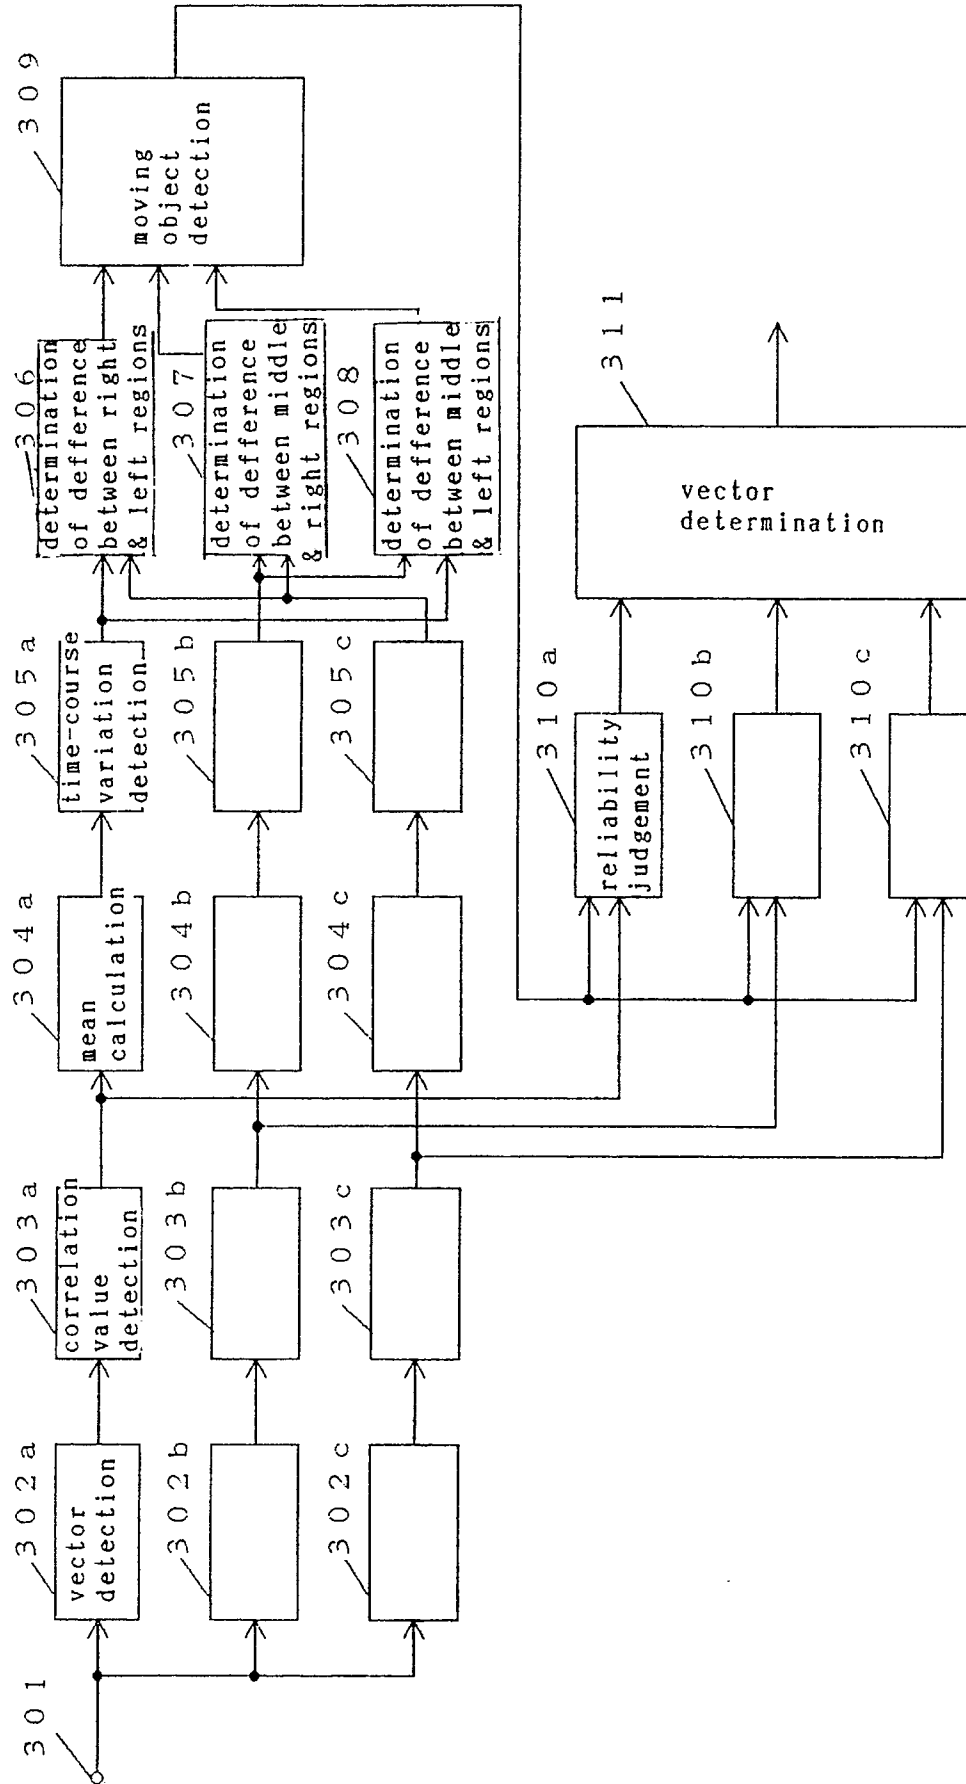 301
302a
vector
detection
302b
302c
303a
correlation
value
detection
303b
303c
304a
mean
calculation
304b
304c
305a
time-course
variation
detection
305b
305c
306
determination
of defference
between right
& left regions
307
determination
of defference
between middle
& right regions
308
determination
of defference
between middle
& left regions
309
moving
object
detection
310a
reliability
judgement
310b
310c
311
vector
determination